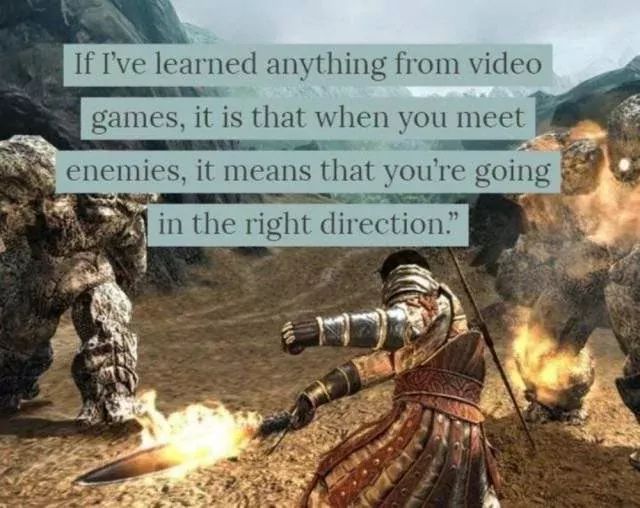 If I've learned anything from video
games, it is that when you meet
enemies, it means that you're going
in the right direction.”